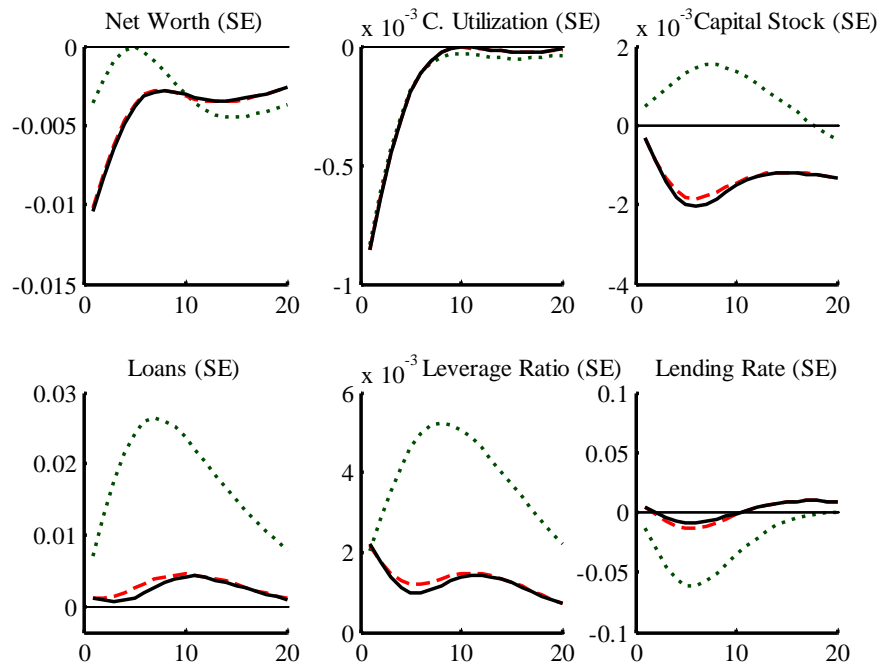 Net Worth (SE)
x 10^-3 C. Utilization (SE)
x 10^-3 Capital Stock (SE)
0
-0.005
-0.01
-0.015
0 10 20
0
-0.5
-1
0 10 20
2
0
-2
-4
0 10 20
Loans (SE)
x 10^-3 Leverage Ratio (SE)
Lending Rate (SE)
0.03
0.02
0.01
0
0 10 20
6
4
2
0
0 10 20
0.1
0.05
0
-0.05
-0.1
0 10 20